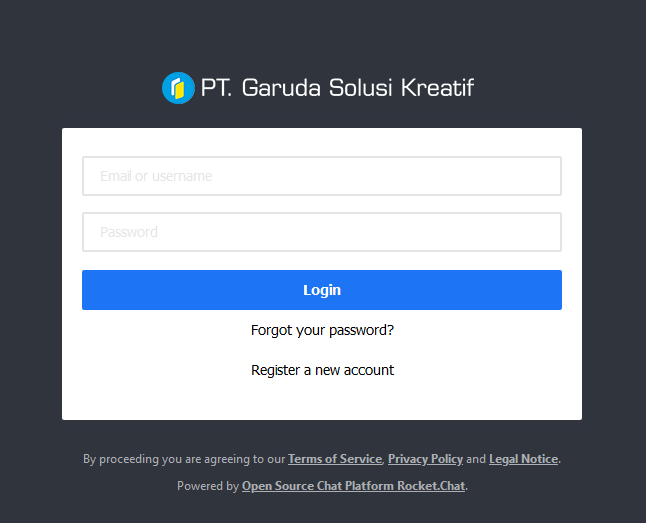 PT. Garuda Solusi Kreatif
Email or username
Password
Login
Forgot your password?
Register a new account
By proceeding you are agreeing to our Terms of Service, Privacy Policy and Legal Notice.
Powered by Open Source Chat Platform Rocket.Chat.